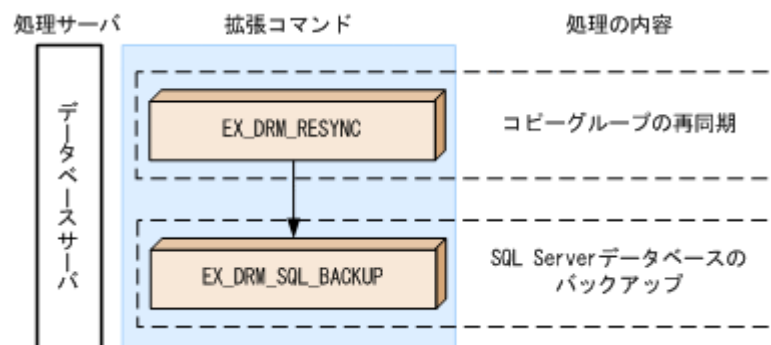 処理サーバ
拡張コマンド
処理の内容
データベースサーバ
EX_DRM_RESYNC
コピーグループの再同期
EX_DRM_SQL_BACKUP
SQL Serverデータベースの
バックアップ